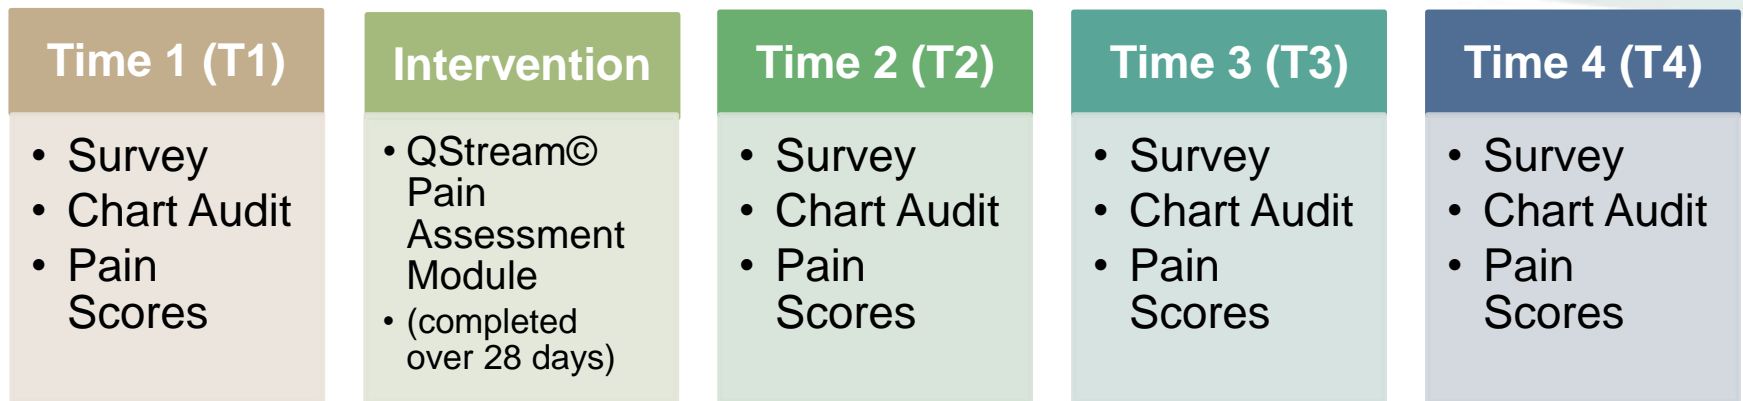 Time 1 (T1)
• Survey
• Chart Audit
• Pain
Scores
Intervention
• QStream©
Pain
Assessment
Module
• (completed
over 28 days)
Time 2 (T2)
• Survey
• Chart Audit
• Pain
Scores
Time 3 (T3)
• Survey
• Chart Audit
• Pain
Scores
Time 4 (T4)
• Survey
• Chart Audit
• Pain
Scores